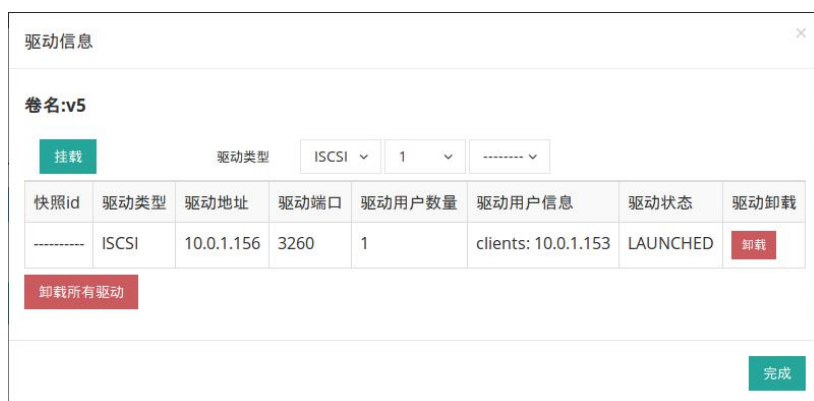 驱动信息 ×
卷名:v5
挂载 驱动类型 ISCSI 1 --------
快照id 驱动类型 驱动地址 驱动端口 驱动用户数量 驱动用户信息 驱动状态 驱动卸载
---------- ISCSI 10.0.1.156 3260 1 clients: 10.0.1.153 LAUNCHED 卸载
卸载所有驱动
完成